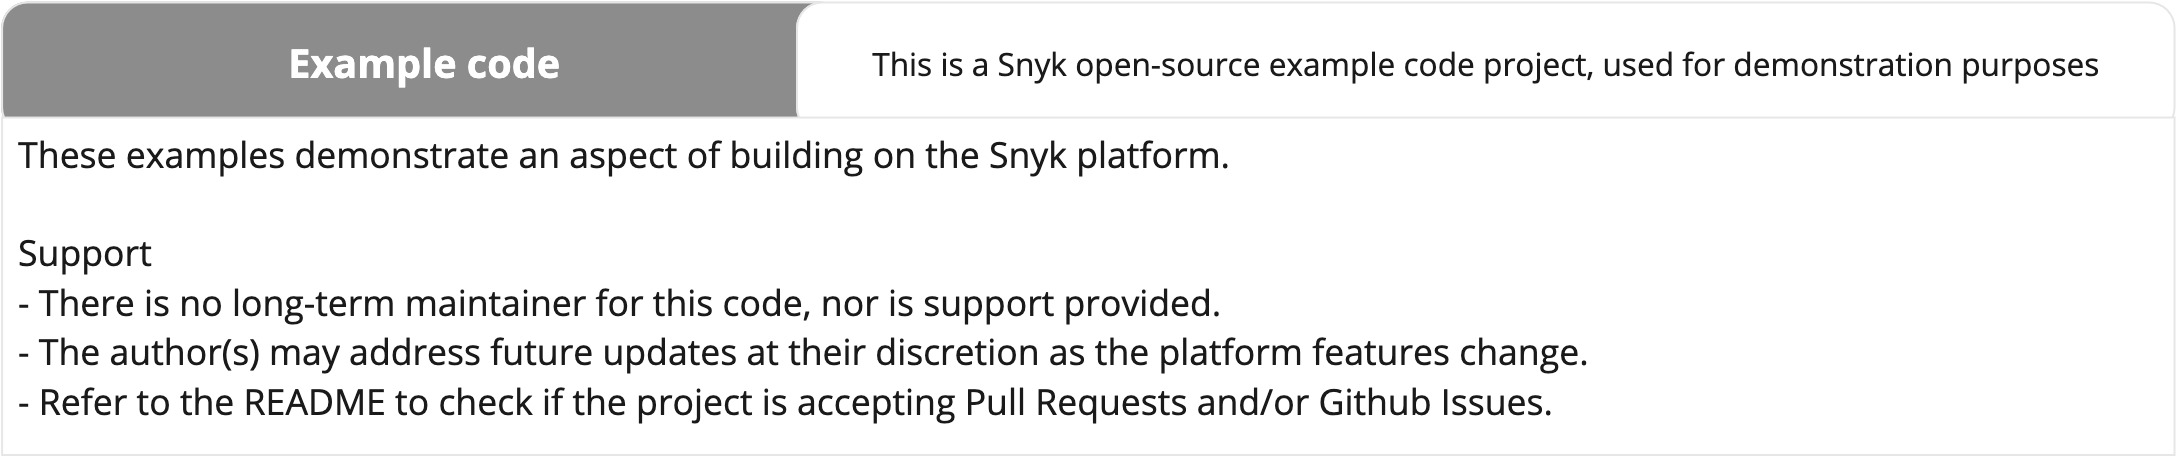 Example code
This is a Snyk open-source example code project, used for demonstration purposes
These examples demonstrate an aspect of building on the Snyk platform.
Support
- There is no long-term maintainer for this code, nor is support provided.
- The author(s) may address future updates at their discretion as the platform features change.
- Refer to the README to check if the project is accepting Pull Requests and/or Github Issues.